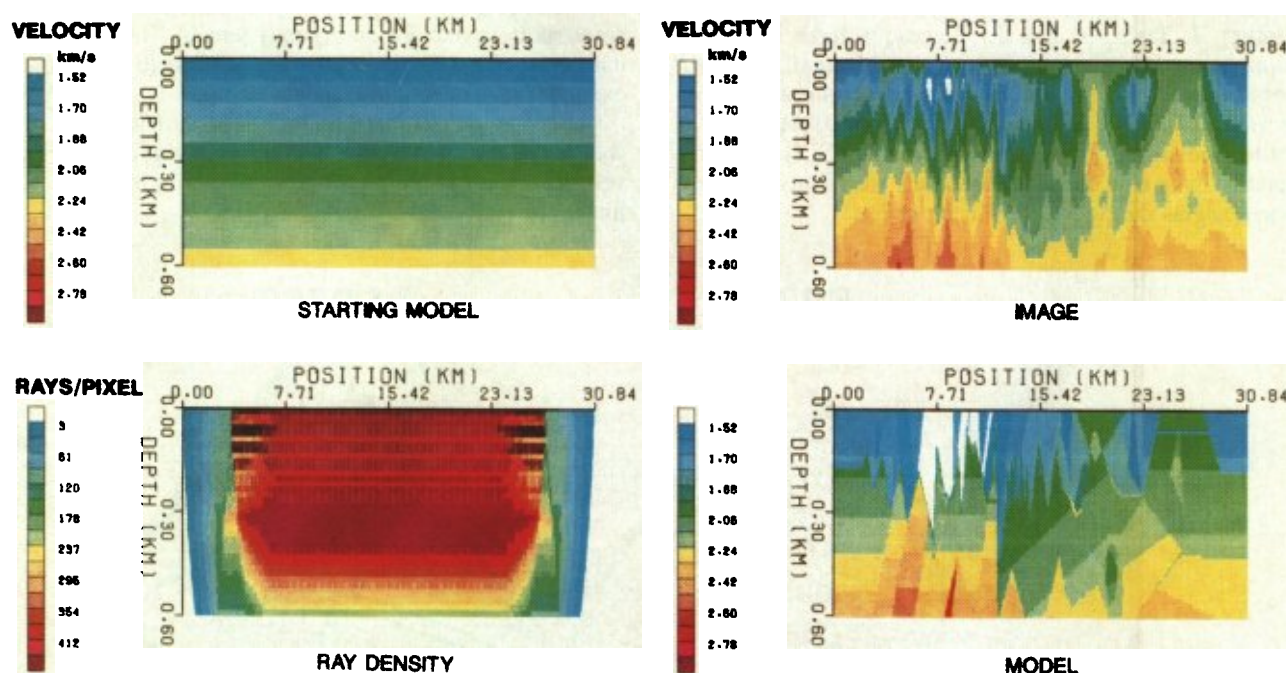 VELOCITY
km/s
1.52
1.70
1.88
2.06
2.24
2.42
2.60
2.78
POSITION (KM)
0.00 7.71 15.42 23.13 30.84
DEPTH (KM)
0.00
0.30
0.60
STARTING MODEL
VELOCITY
km/s
1.52
1.70
1.88
2.06
2.24
2.42
2.60
2.78
POSITION (KM)
0.00 7.71 15.42 23.13 30.84
DEPTH (KM)
0.00
0.30
0.60
IMAGE
RAYS/PIXEL
3
61
120
178
237
295
354
412
POSITION (KM)
0.00 7.71 15.42 23.13 30.84
DEPTH (KM)
0.00
0.30
0.60
RAY DENSITY
1.52
1.70
1.88
2.06
2.24
2.42
2.60
2.78
POSITION (KM)
0.00 7.71 15.42 23.13 30.84
DEPTH (KM)
0.00
0.30
0.60
MODEL